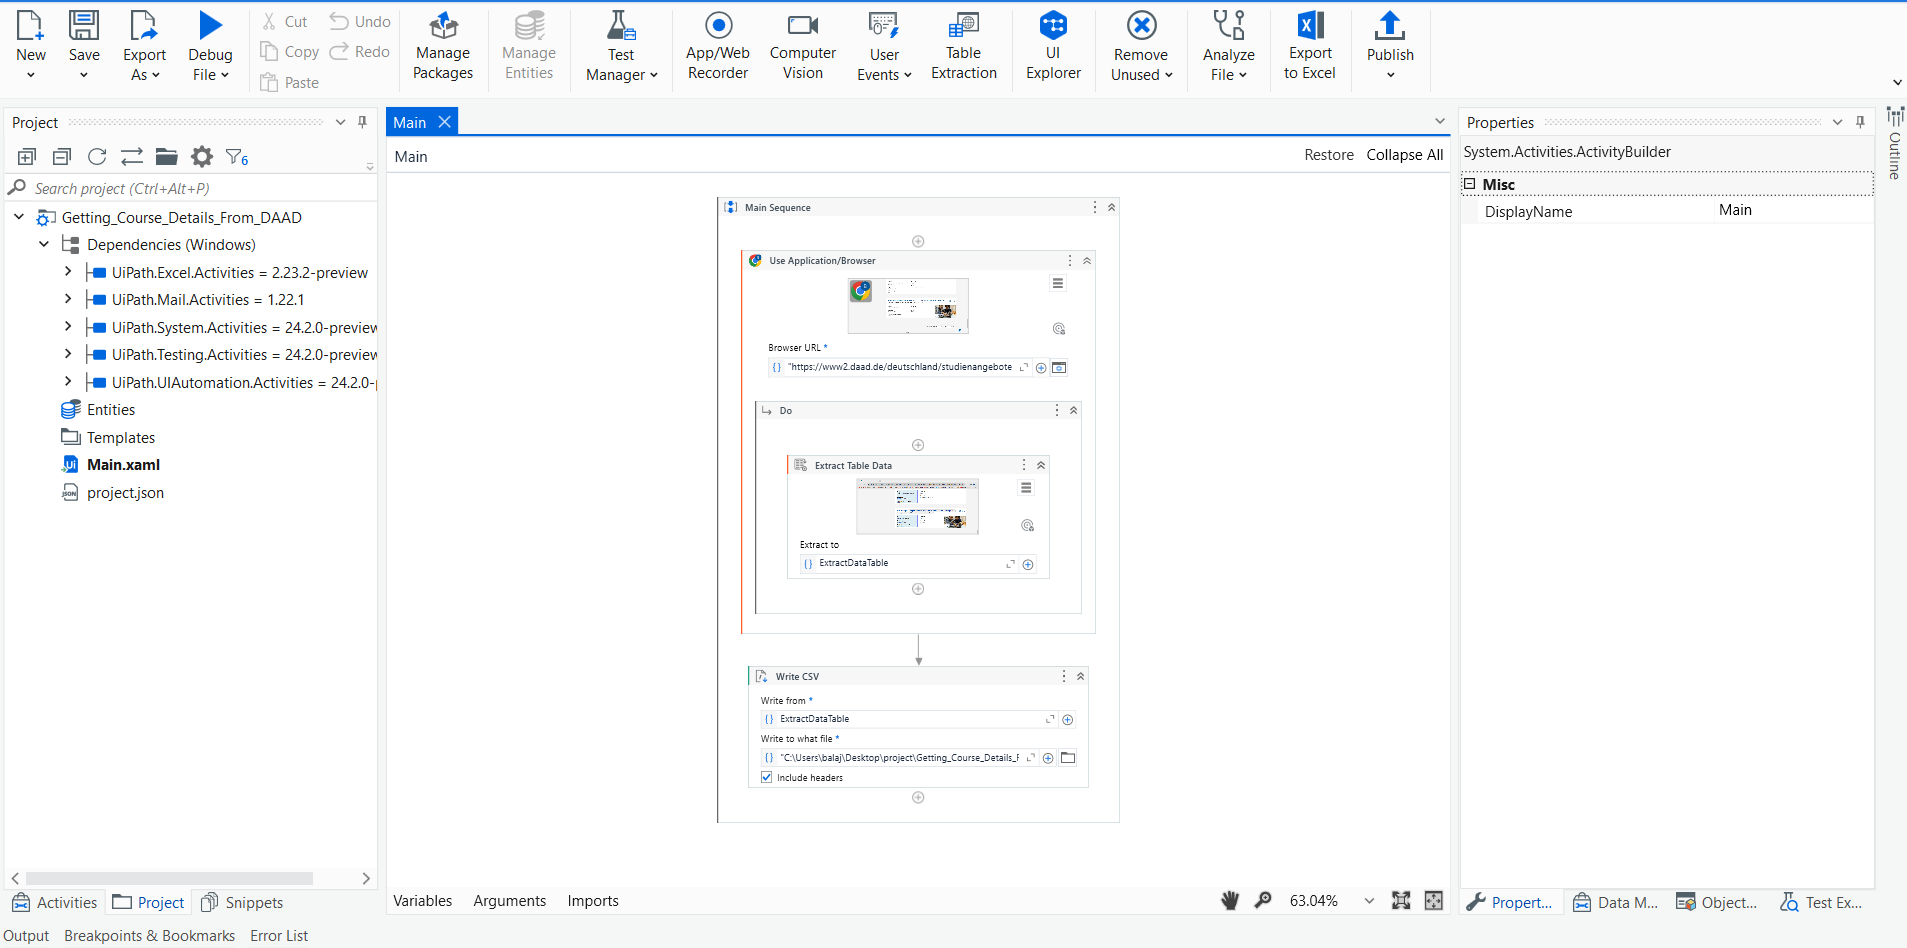 New
Save
Export
As
Debug
File
Cut
Copy
Paste
Undo
Redo
Manage
Packages
Manage
Entities
Test
Manager
App/Web
Recorder
Computer
Vision
User
Events
Table
Extraction
UI
Explorer
Remove
Unused
Analyze
File
Export
to Excel
Publish
Project
6
Search project (Ctrl+Alt+P)
Getting_Course_Details_From_DAAD
Dependencies (Windows)
UiPath.Excel.Activities = 2.23.2-preview
UiPath.Mail.Activities = 1.22.1
UiPath.System.Activities = 24.2.0-preview
UiPath.Testing.Activities = 24.2.0-preview
UiPath.UIAutomation.Activities = 24.2.0-p
Entities
Templates
Main.xaml
project.json
Activities
Project
Snippets
Output
Breakpoints & Bookmarks
Error List
Main
Main
Restore
Collapse All
Main Sequence
Use Application/Browser
Browser URL *
"https://www2.daad.de/deutschland/studienangebote
Do
Extract Table Data
Extract to
ExtractDataTable
Write CSV
Write from *
ExtractDataTable
Write to what file *
"C:\Users\balaj\Desktop\project\Getting_Course_Details_F
Include headers
Variables
Arguments
Imports
63.04%
Properties
System.Activities.ActivityBuilder
Misc
DisplayName
Main
Outline
Propert...
Data M...
Object...
Test Ex...